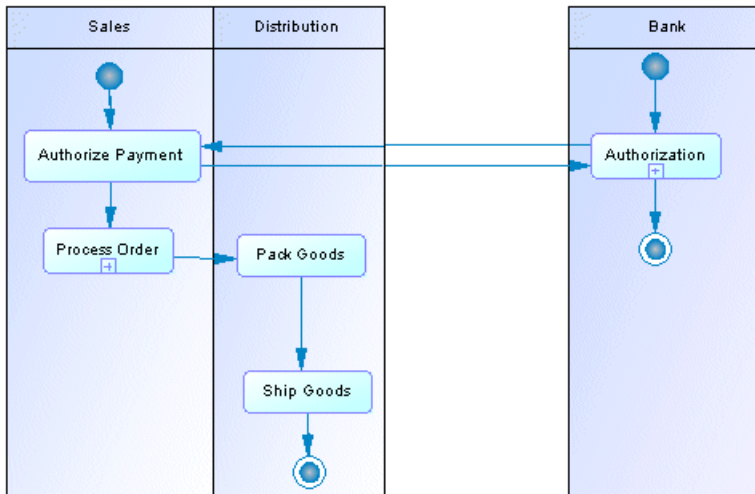 Sales
Distribution
Bank
Authorize Payment
Authorization
Process Order
Pack Goods
Ship Goods